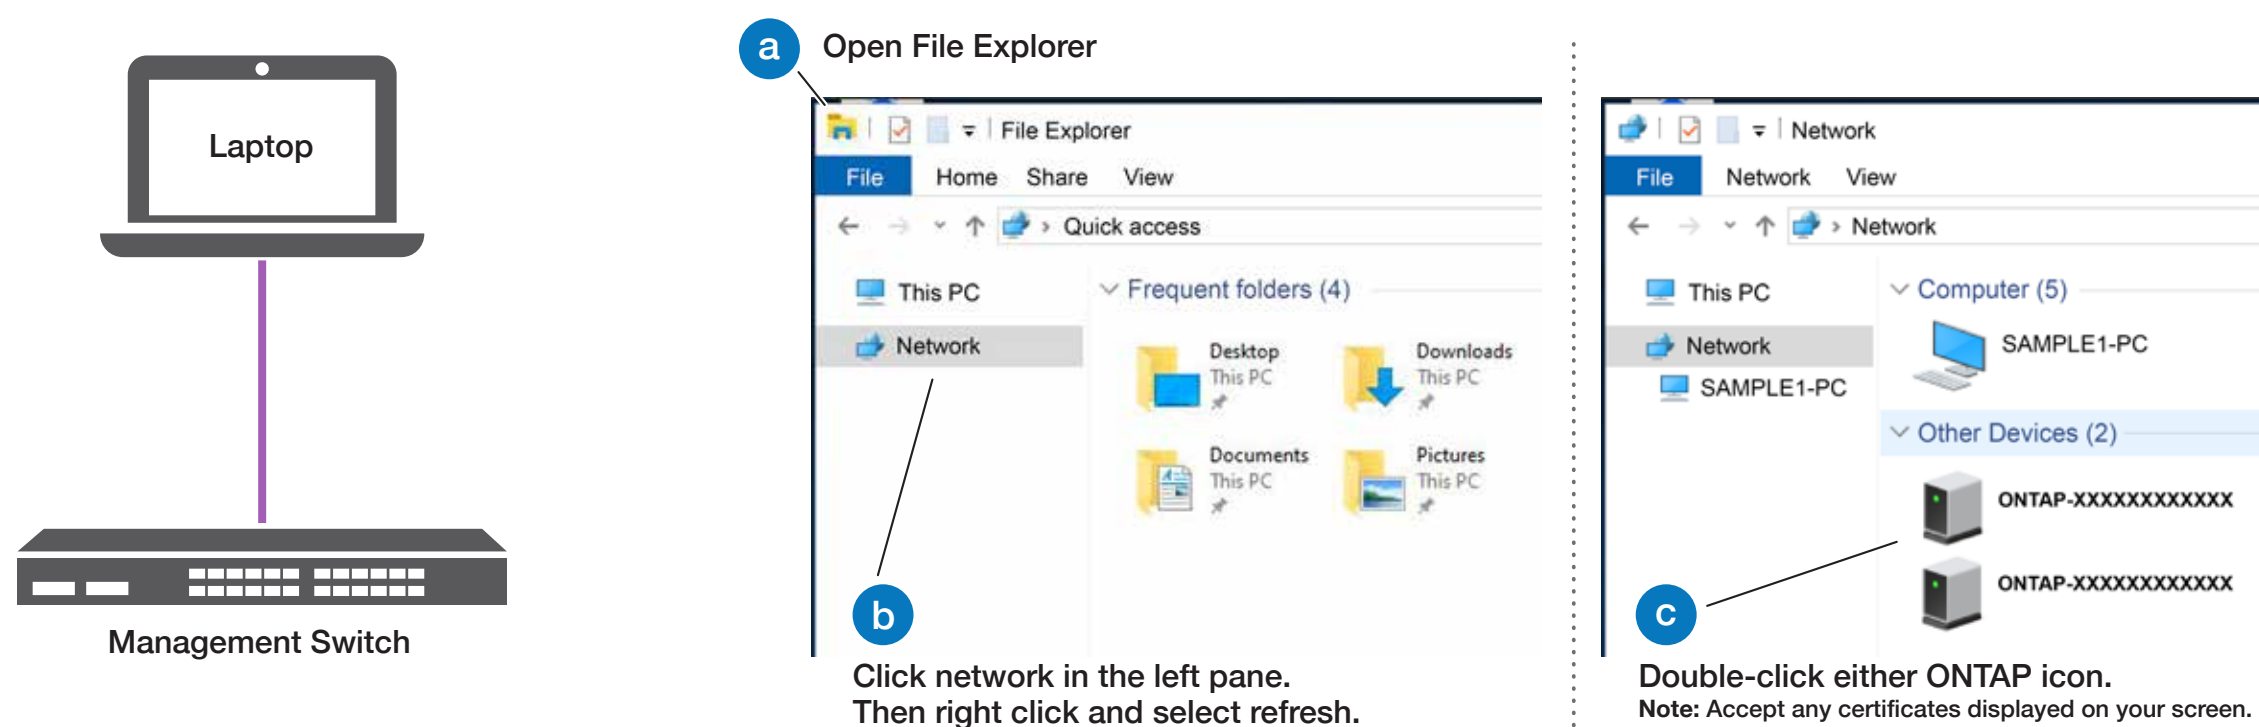 Laptop
Management Switch
a
Open File Explorer
File Explorer
File Home Share View
Quick access
This PC
Network
Frequent folders (4)
Desktop
This PC
Downloads
This PC
Documents
This PC
Pictures
This PC
b
Click network in the left pane.
Then right click and select refresh.
Network
File Network View
Network
This PC
Network
SAMPLE1-PC
Computer (5)
SAMPLE1-PC
Other Devices (2)
ONTAP-XXXXXXXXXXXX
ONTAP-XXXXXXXXXXXX
c
Double-click either ONTAP icon.
Note: Accept any certificates displayed on your screen.